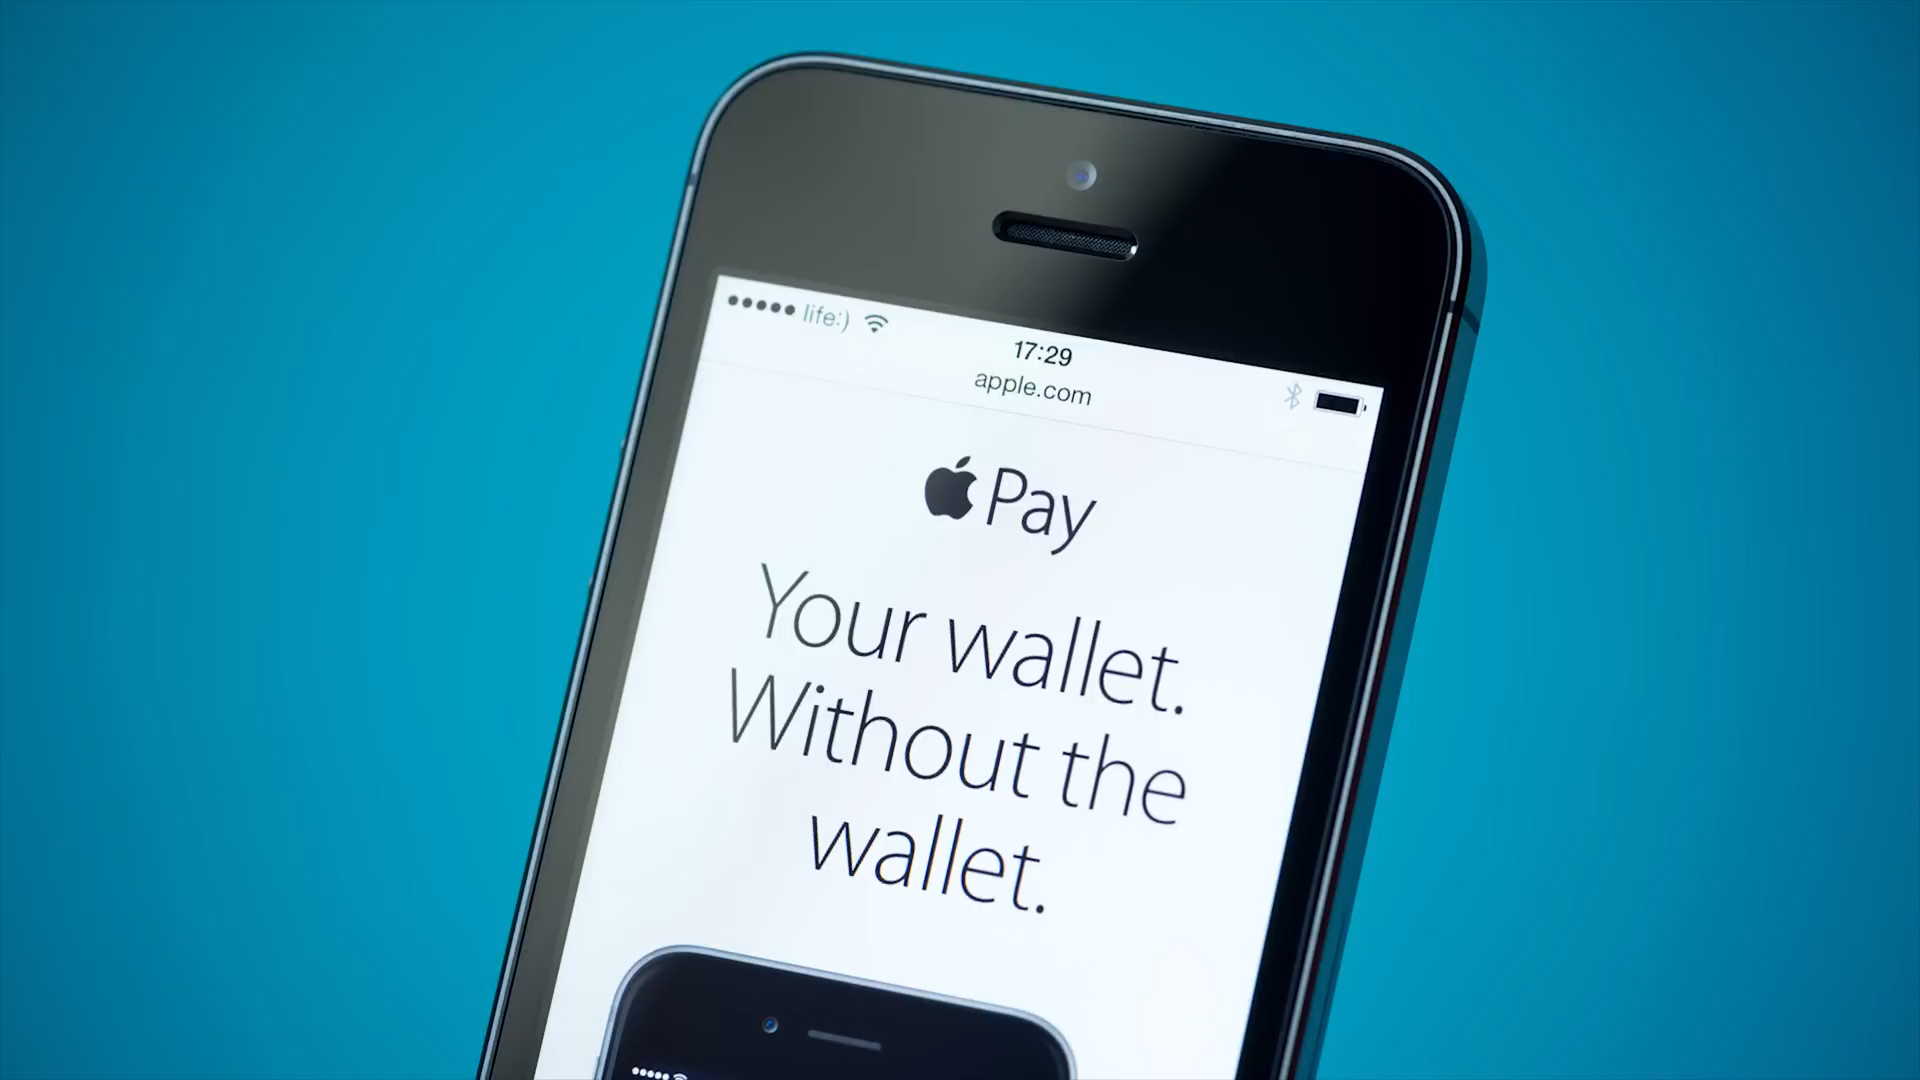 life:)
17:29
apple.com
Pay
Your wallet.
Without the
wallet.